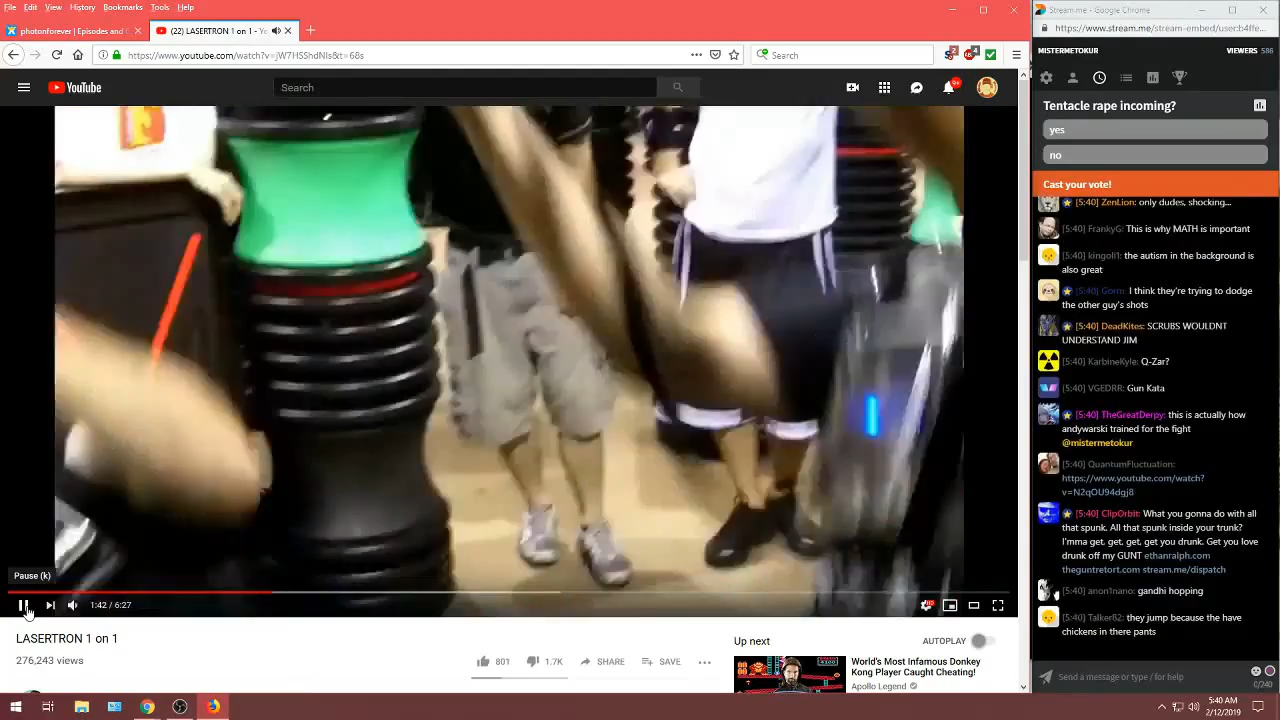 File Edit View History Bookmarks Tools Help
Stream.me - Google Chrome
photonforever | Episodes and
(22) LASERTRON 1 on 1 - Yo
https://www.stream.me/stream-embed/user:b4ffe...
https://www.youtube.com/watch?v=jW7HSShdNIs&t=68s
Search
MISTERMETOKUR
VIEWERS 586
YouTube
Search
9+
Tentacle rape incoming?
yes
no
Cast your vote!
ZenLion: only dudes, shocking...
[5:40] FrankyG: This is why MATH is important
[5:40] kingoli1: the autism in the background is
also great
[5:40] Gorm: I think they're trying to dodge
the other guy's shots
[5:40] DeadKites: SCRUBS WOULDNT
UNDERSTAND JIM
[5:40] KarbineKyle: Q-Zar?
[5:40] VGEDRR: Gun Kata
[5:40] TheGreatDerpy: this is actually how
andywarski trained for the fight
@mistermetokur
[5:40] QuantumFluctuation:
https://www.youtube.com/watch?
v=N2qOU94dgj8
[5:40] ClipOrbit: What you gonna do with all
that spunk. All that spunk inside your trunk?
I'mma get. get, get, get you drunk. Get you love
drunk off my GUNT ethanralph.com
theguntretort.com stream.me/dispatch
[5:40] anon1nano: gandhi hopping
[5:40] Talker82: they jump because the have
chickens in there pants
Send a message or type / for help
0/240
Pause (k)
1:42 / 6:27
HD
LASERTRON 1 on 1
276,243 views
801
1.7K
SHARE
SAVE
Up next
AUTOPLAY
World's Most Infamous Donkey
Kong Player Caught Cheating!
Apollo Legend
5:40 AM
2/12/2019